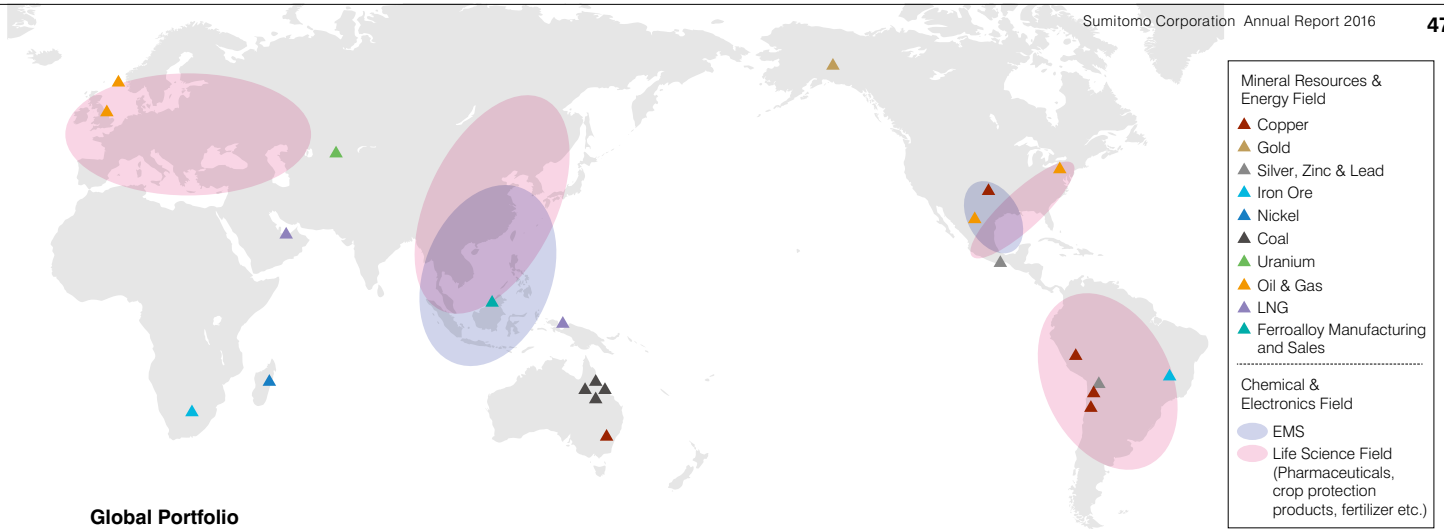 Sumitomo Corporation Annual Report 2016
47
Mineral Resources &
Energy Field
Copper
Gold
Silver, Zinc & Lead
Iron Ore
Nickel
Coal
Uranium
Oil & Gas
LNG
Ferroalloy Manufacturing
and Sales
Chemical &
Electronics Field
EMS
Life Science Field
(Pharmaceuticals,
crop protection
products, fertilizer etc.)
Global Portfolio